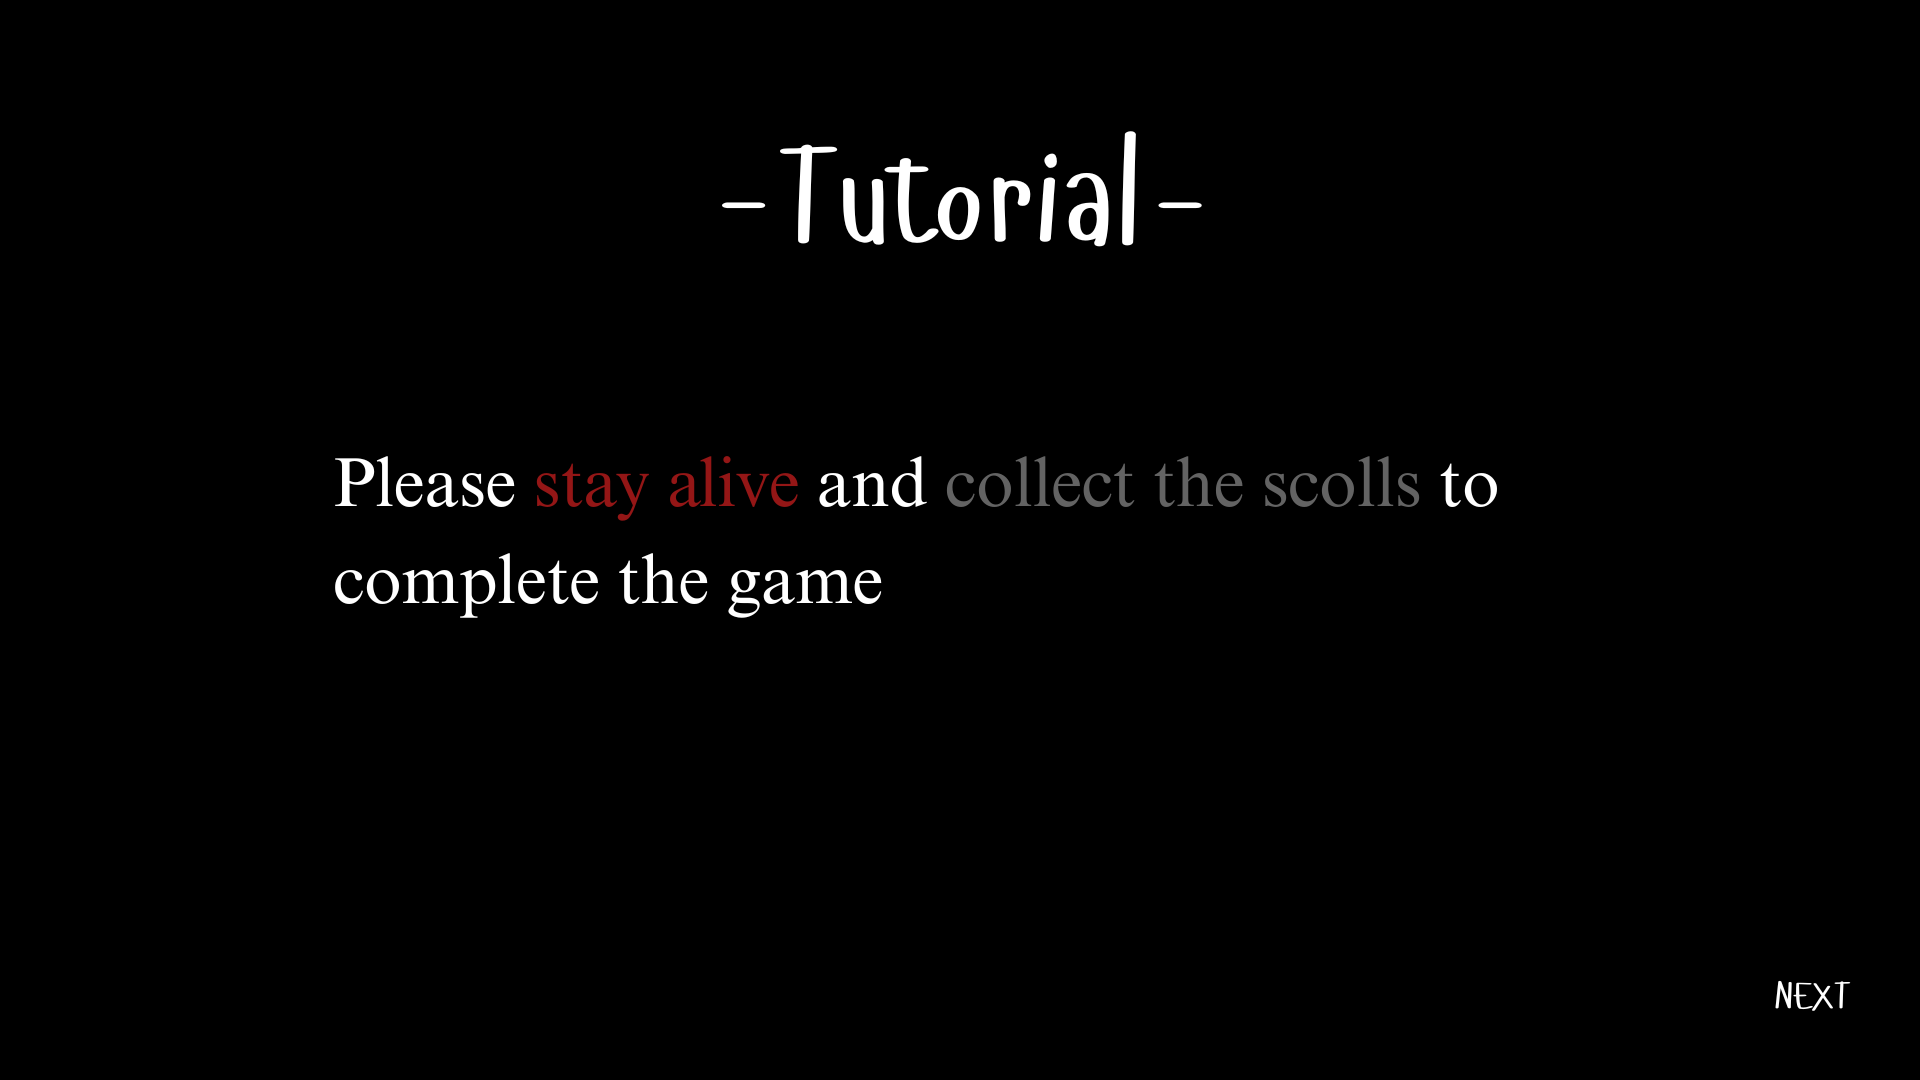 -Tutorial-
Please stay alive and collect the scolls to
complete the game
NEXT